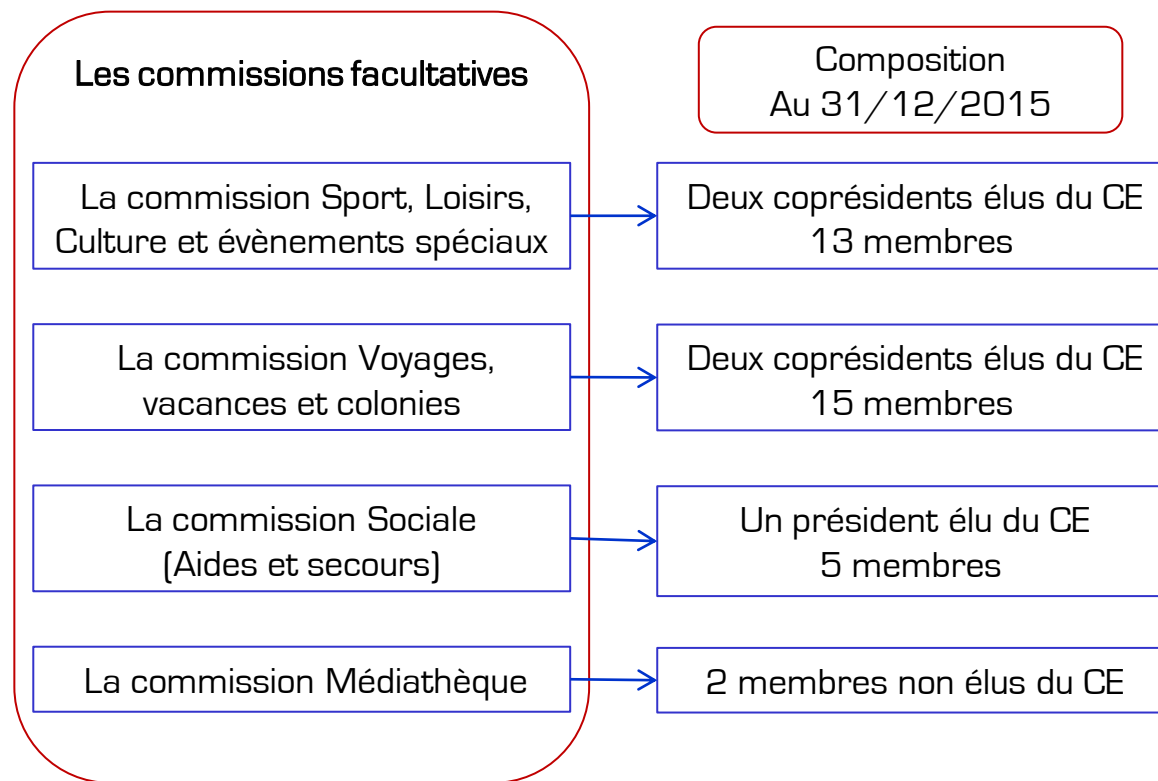 Les commissions facultatives
Composition
Au 31/12/2015
La commission Sport, Loisirs,
Culture et évènements spéciaux
Deux coprésidents élus du CE
13 membres
La commission Voyages,
vacances et colonies
Deux coprésidents élus du CE
15 membres
La commission Sociale
(Aides et secours)
Un président élu du CE
5 membres
La commission Médiathèque
2 membres non élus du CE